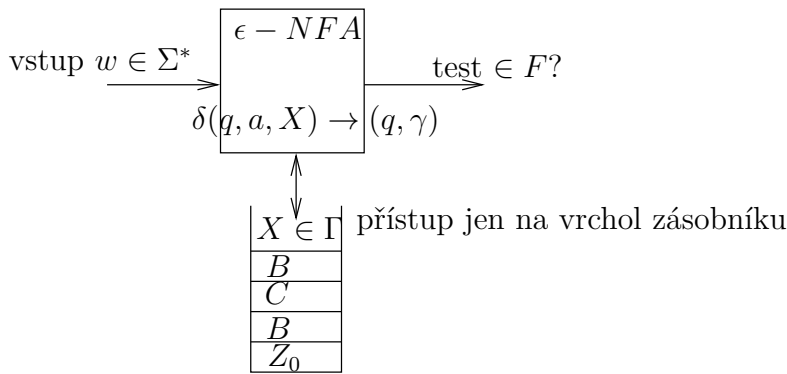 ϵ − NFA
vstup w ∈ Σ*
test ∈ F?
δ(q, a, X) → (q, γ)
X ∈ Γ přístup jen na vrchol zásobníku
B
C
B
Z₀